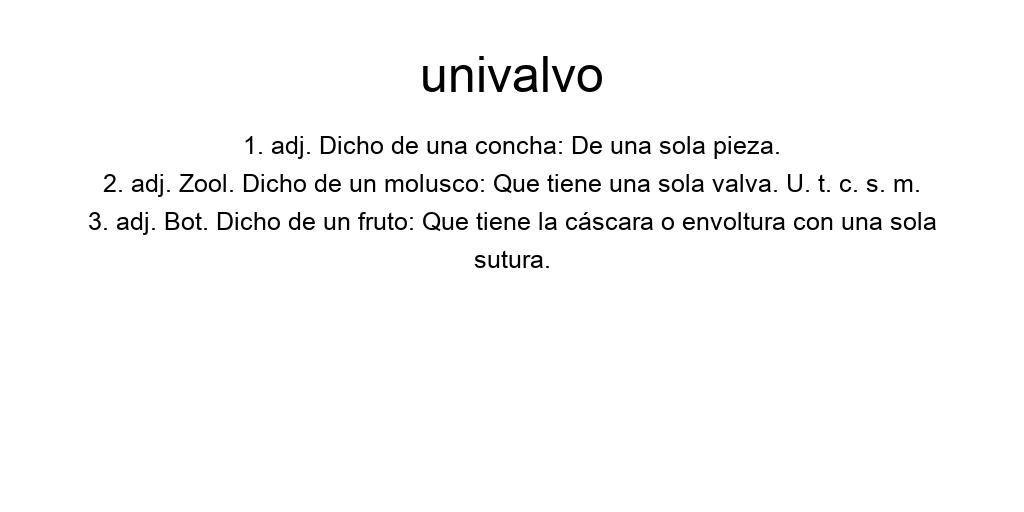 univalvo
1. adj. Dicho de una concha: De una sola pieza.
2. adj. Zool. Dicho de un molusco: Que tiene una sola valva. U. t. c. s. m.
3. adj. Bot. Dicho de un fruto: Que tiene la cáscara o envoltura con una sola
sutura.